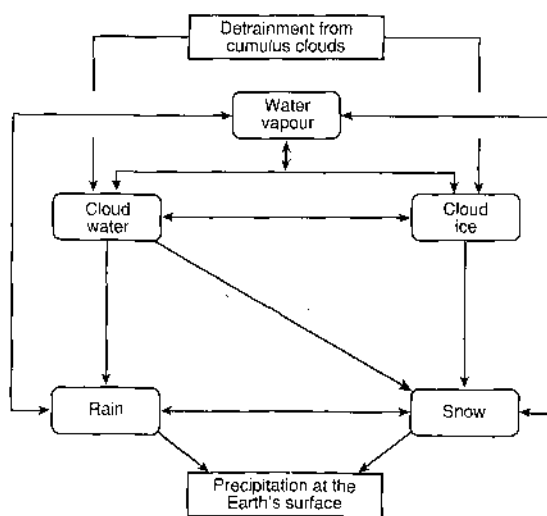 Detrainment from
cumulus clouds
Water
vapour
Cloud
water
Cloud
ice
Rain
Snow
Precipitation at the
Earth's surface